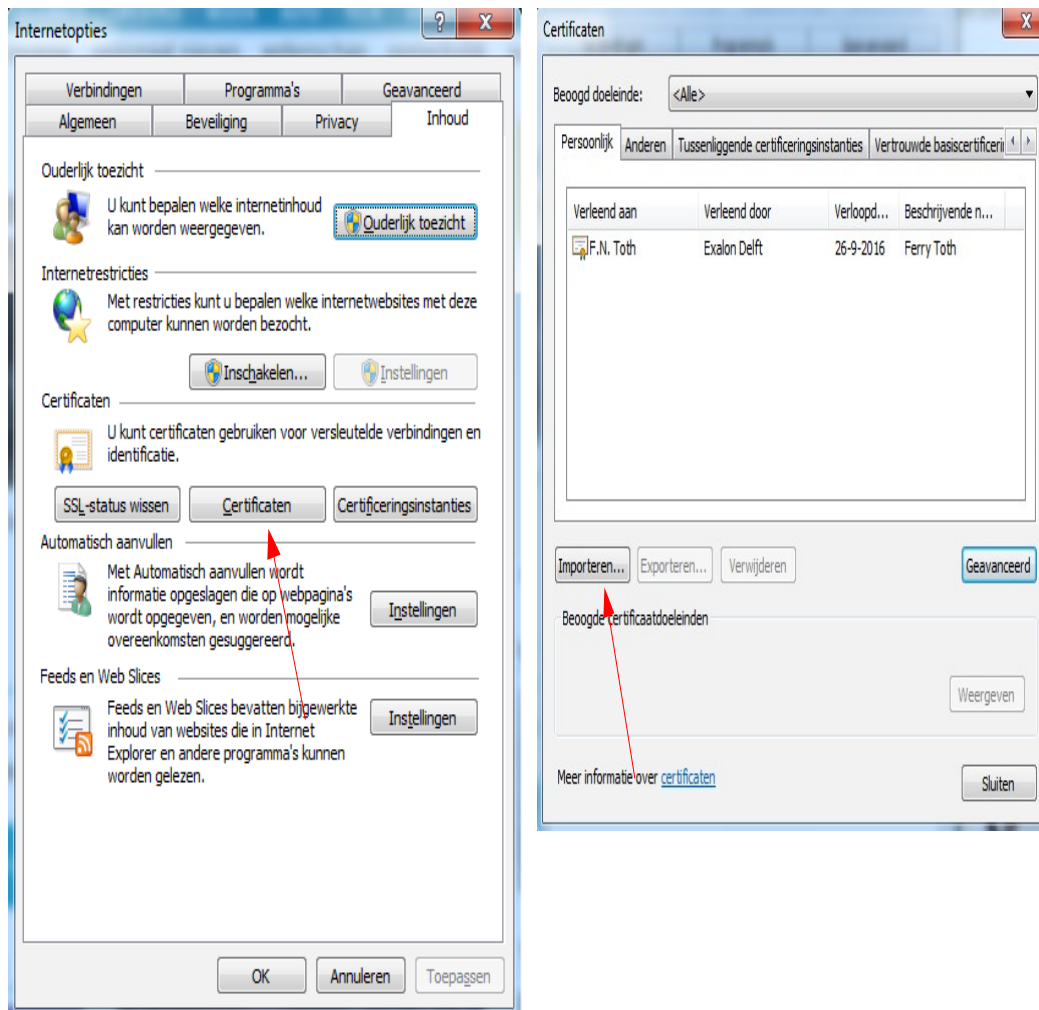 Internetopties
Verbindingen Programma's Geavanceerd
Algemeen Beveiliging Privacy Inhoud
Ouderlijk toezicht
U kunt bepalen welke internetinhoud
kan worden weergegeven.
Ouderlijk toezicht
Internetrestricties
Met restricties kunt u bepalen welke internetwebsites met deze
computer kunnen worden bezocht.
Inschakelen... Instellingen
Certificaten
U kunt certificaten gebruiken voor versleutelde verbindingen en
identificatie.
SSL-status wissen Certificaten Certificeringsinstanties
Automatisch aanvullen
Met Automatisch aanvullen wordt
informatie opgeslagen die op webpagina's
wordt opgegeven, en worden mogelijke
overeenkomsten gesuggereerd.
Instellingen
Feeds en Web Slices
Feeds en Web Slices bevatten bijgewerkte
inhoud van websites die in Internet
Explorer en andere programma's kunnen
worden gelezen.
Instellingen
OK Annuleren Toepassen
Certificaten
Beoogd doeleinde: <Alle>
Persoonlijk Anderen Tussenliggende certificeringsinstanties Vertrouwde basiscertificeri
Verleend aan Verleend door Verloopd... Beschrijvende n...
F.N. Toth Exalon Delft 26-9-2016 Ferry Toth
Importeren... Exporteren... Verwijderen Geavanceerd
Beoogde certificaatdoeleinden
Weergeven
Meer informatie over certificaten
Sluiten